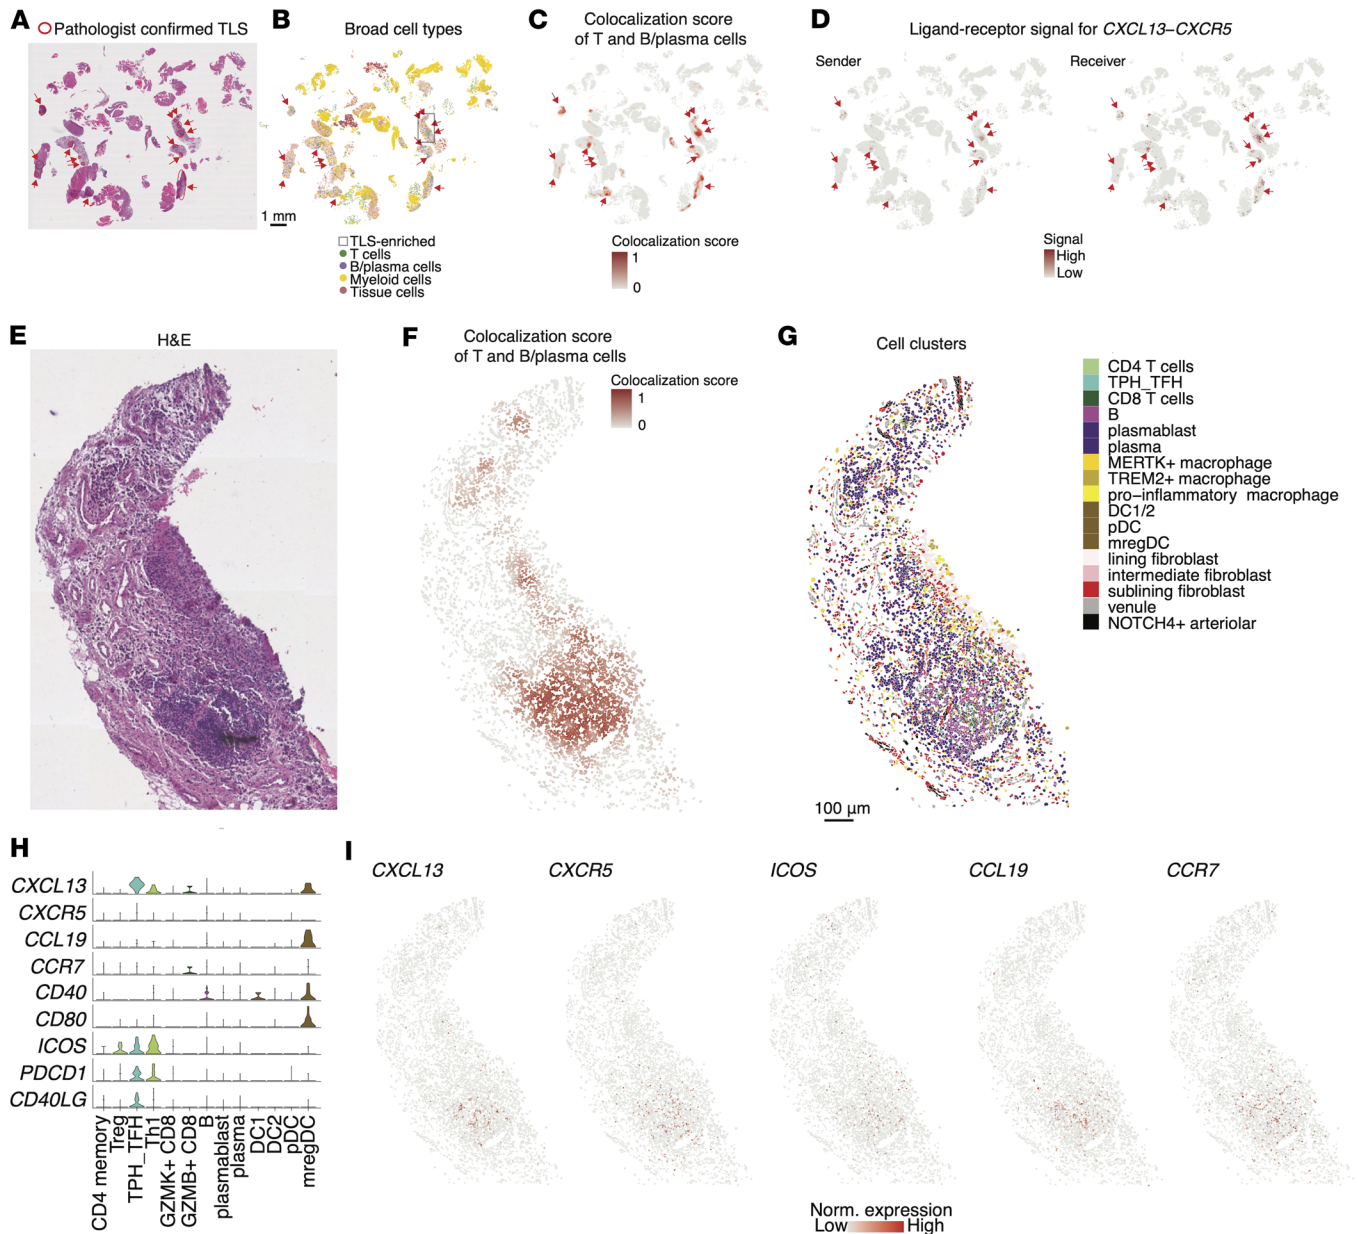 A
Pathologist confirmed TLS
1 mm
B
Broad cell types
TLS-enriched
T cells
B/plasma cells
Myeloid cells
Tissue cells
C
Colocalization score
of T and B/plasma cells
Colocalization score
1
0
D
Ligand-receptor signal for CXCL13–CXCR5
Sender
Receiver
Signal
High
Low
E
H&E
F
Colocalization score
of T and B/plasma cells
Colocalization score
1
0
G
Cell clusters
100 µm
CD4 T cells
TPH_TFH
CD8 T cells
B
plasmablast
plasma
MERTK+ macrophage
TREM2+ macrophage
pro−inflammatory macrophage
DC1/2
pDC
mregDC
lining fibroblast
intermediate fibroblast
sublining fibroblast
venule
NOTCH4+ arteriolar
H
CXCL13
CXCR5
CCL19
CCR7
CD40
CD80
ICOS
PDCD1
CD40LG
CD4 memory
Treg
TPH_TFH
Th1
GZMK+ CD8
GZMB+ CD8
B
plasmablast
plasma
DC1
DC2
pDC
mregDC
I
CXCL13
CXCR5
ICOS
CCL19
CCR7
Norm. expression
Low
High